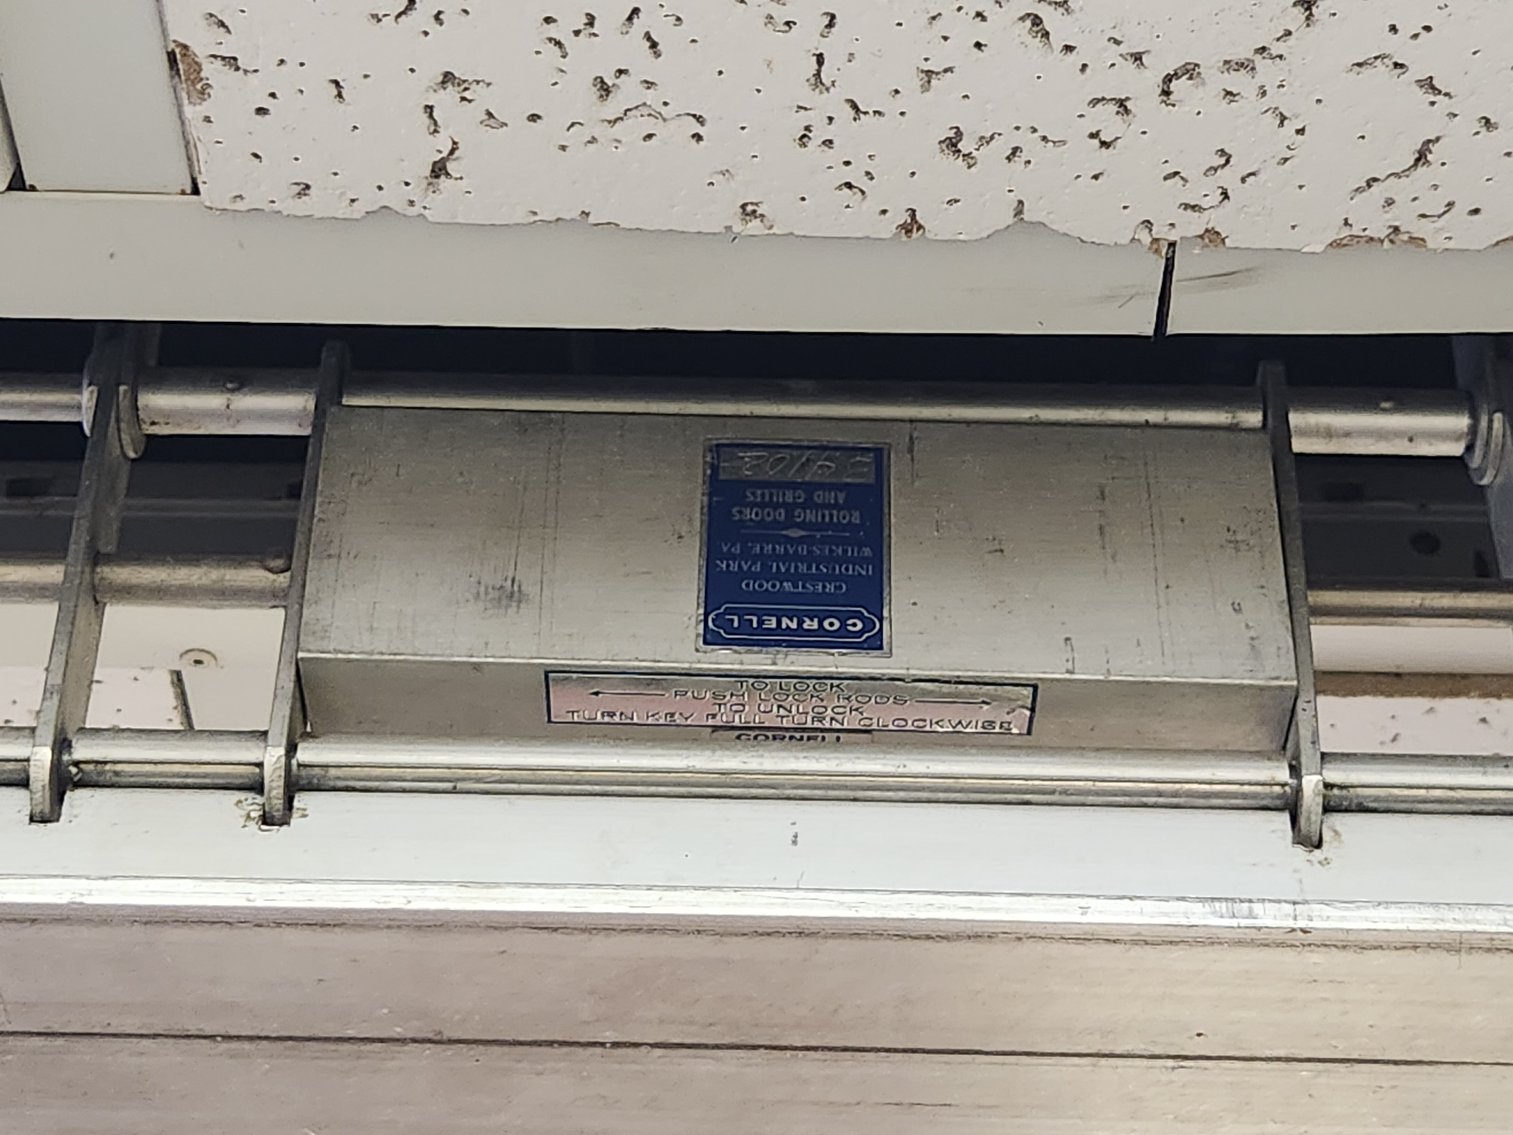 CORNELL
CRESTWOOD
INDUSTRIAL PARK
WILKES-BARRE, PA.
ROLLING DOORS
AND GRILLES
TO LOCK
PUSH LOCK RODS
TO UNLOCK
TURN KEY PULL TURN CLOCKWISE
CORNELL